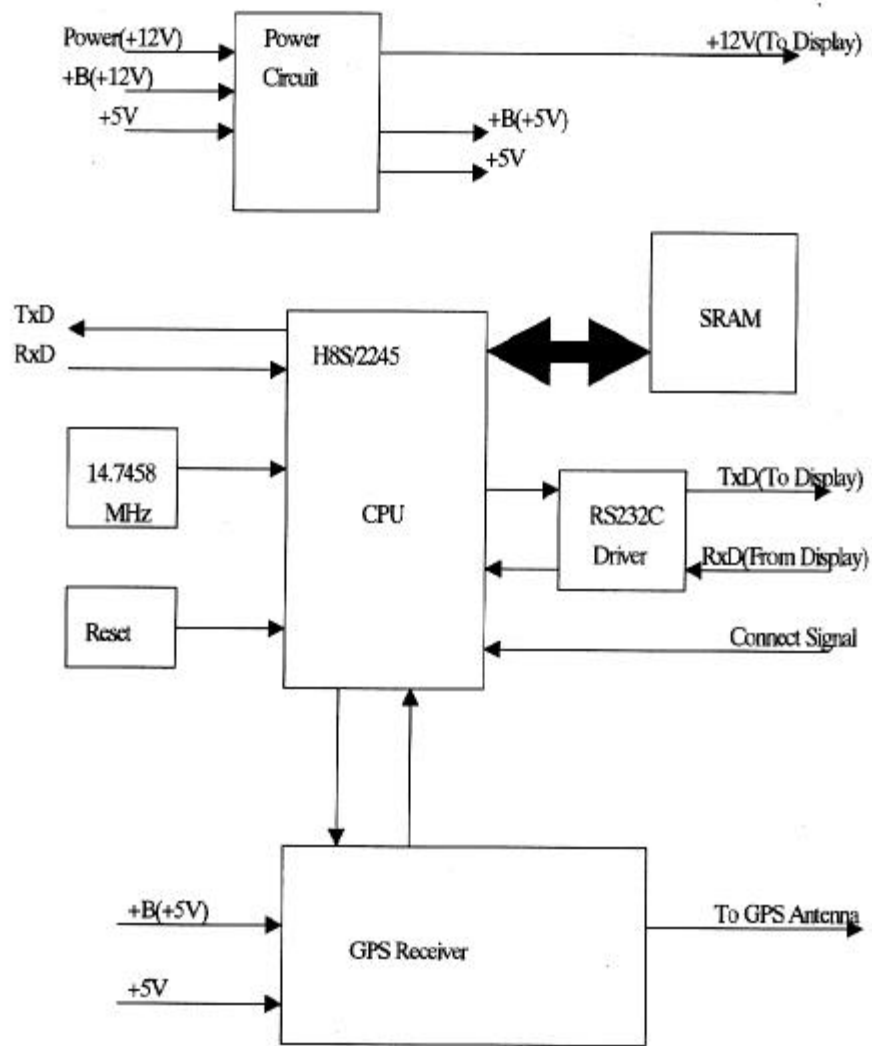 Power(+12V)
+B(+12V)
+5V
Power
Circuit
+12V(To Display)
+B(+5V)
+5V
TxD
RxD
H8S/2245
CPU
SRAM
14.7458
MHz
Reset
RS232C
Driver
TxD(To Display)
RxD(From Display)
Connect Signal
+B(+5V)
+5V
GPS Receiver
To GPS Antenna